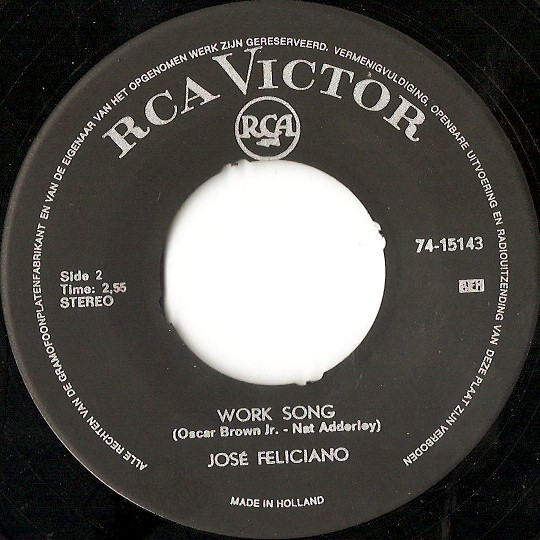 ALLE RECHTEN VAN DE GRAMOFOONPLATENFABRIKANT EN VAN DE EIGENAAR VAN HET OPGENOMEN WERK ZIJN GERESERVEERD. VERMENIGVULDIGING, OPENBARE UITVOERING EN RADIOUITZENDING VAN DEZE PLAAT ZIJN VERBODEN
RCA VICTOR
RCA
74-15143
Side 2
Time: 2,55
STEREO
WORK SONG
(Oscar Brown Jr. - Nat Adderley)
JOSÉ FELICIANO
MADE IN HOLLAND